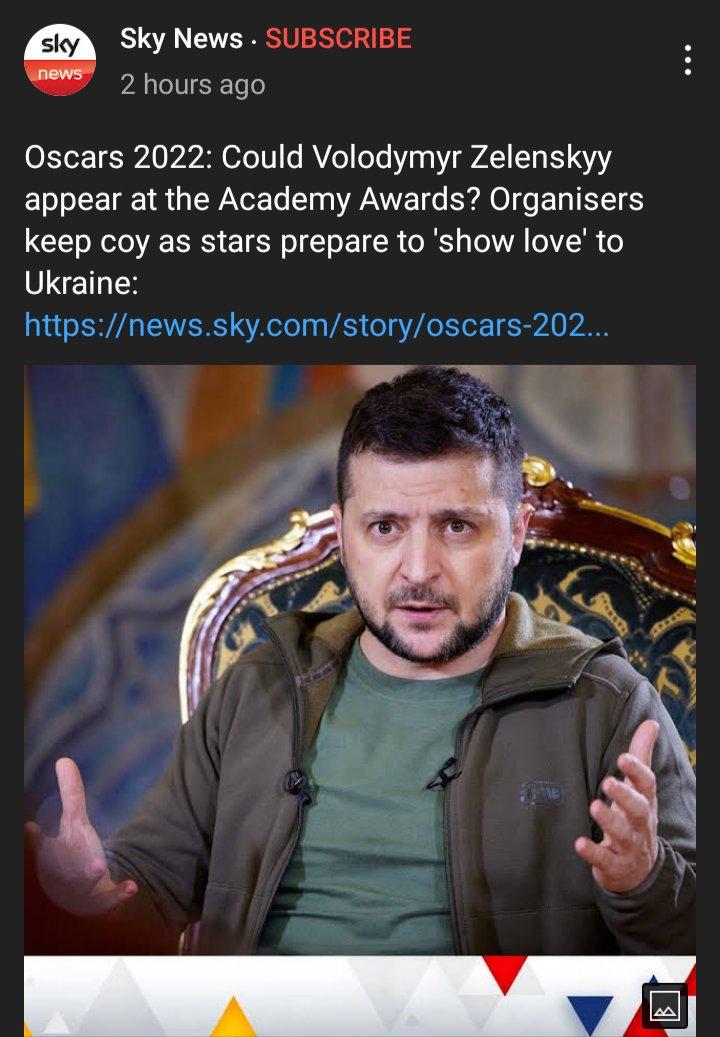 sky
news
Sky News · SUBSCRIBE
2 hours ago
Oscars 2022: Could Volodymyr Zelenskyy
appear at the Academy Awards? Organisers
keep coy as stars prepare to 'show love' to
Ukraine:
https://news.sky.com/story/oscars-202...